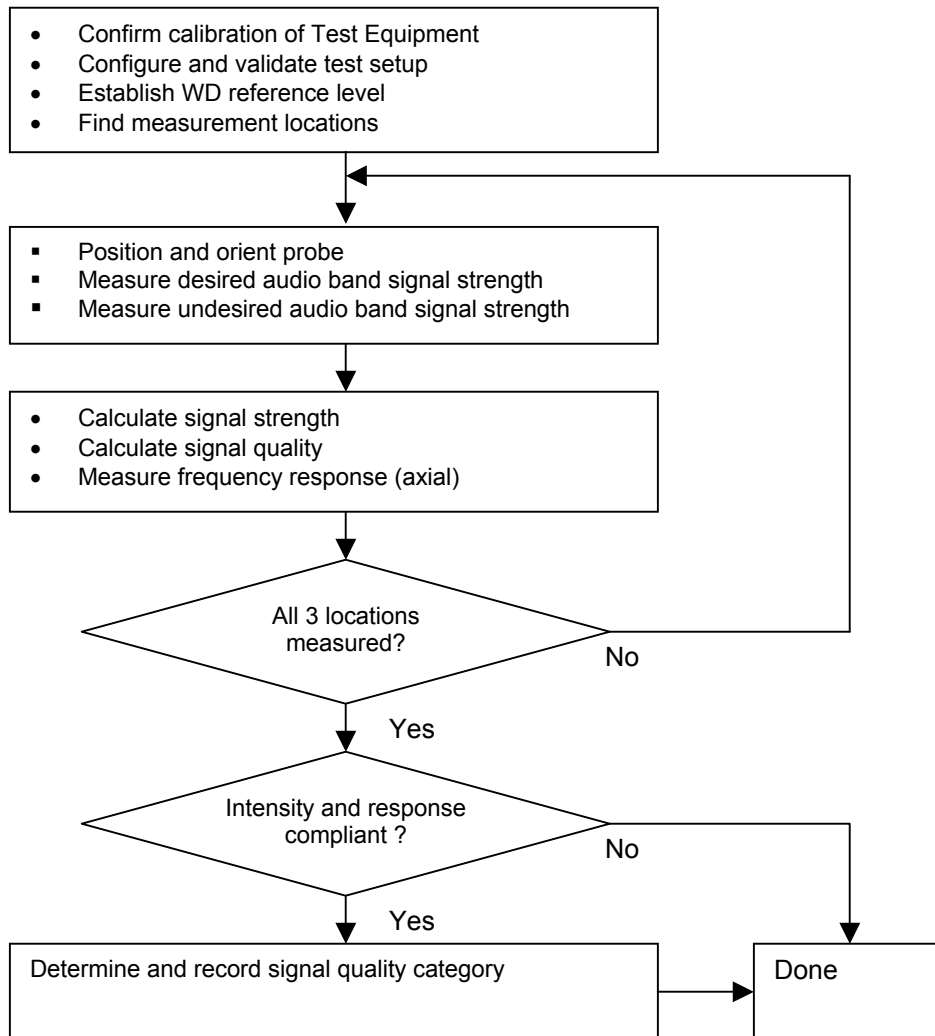 • Confirm calibration of Test Equipment
• Configure and validate test setup
• Establish WD reference level
• Find measurement locations
▪ Position and orient probe
▪ Measure desired audio band signal strength
▪ Measure undesired audio band signal strength
• Calculate signal strength
• Calculate signal quality
• Measure frequency response (axial)
All 3 locations
measured?
No
Yes
Intensity and response
compliant ?
No
Yes
Determine and record signal quality category
Done